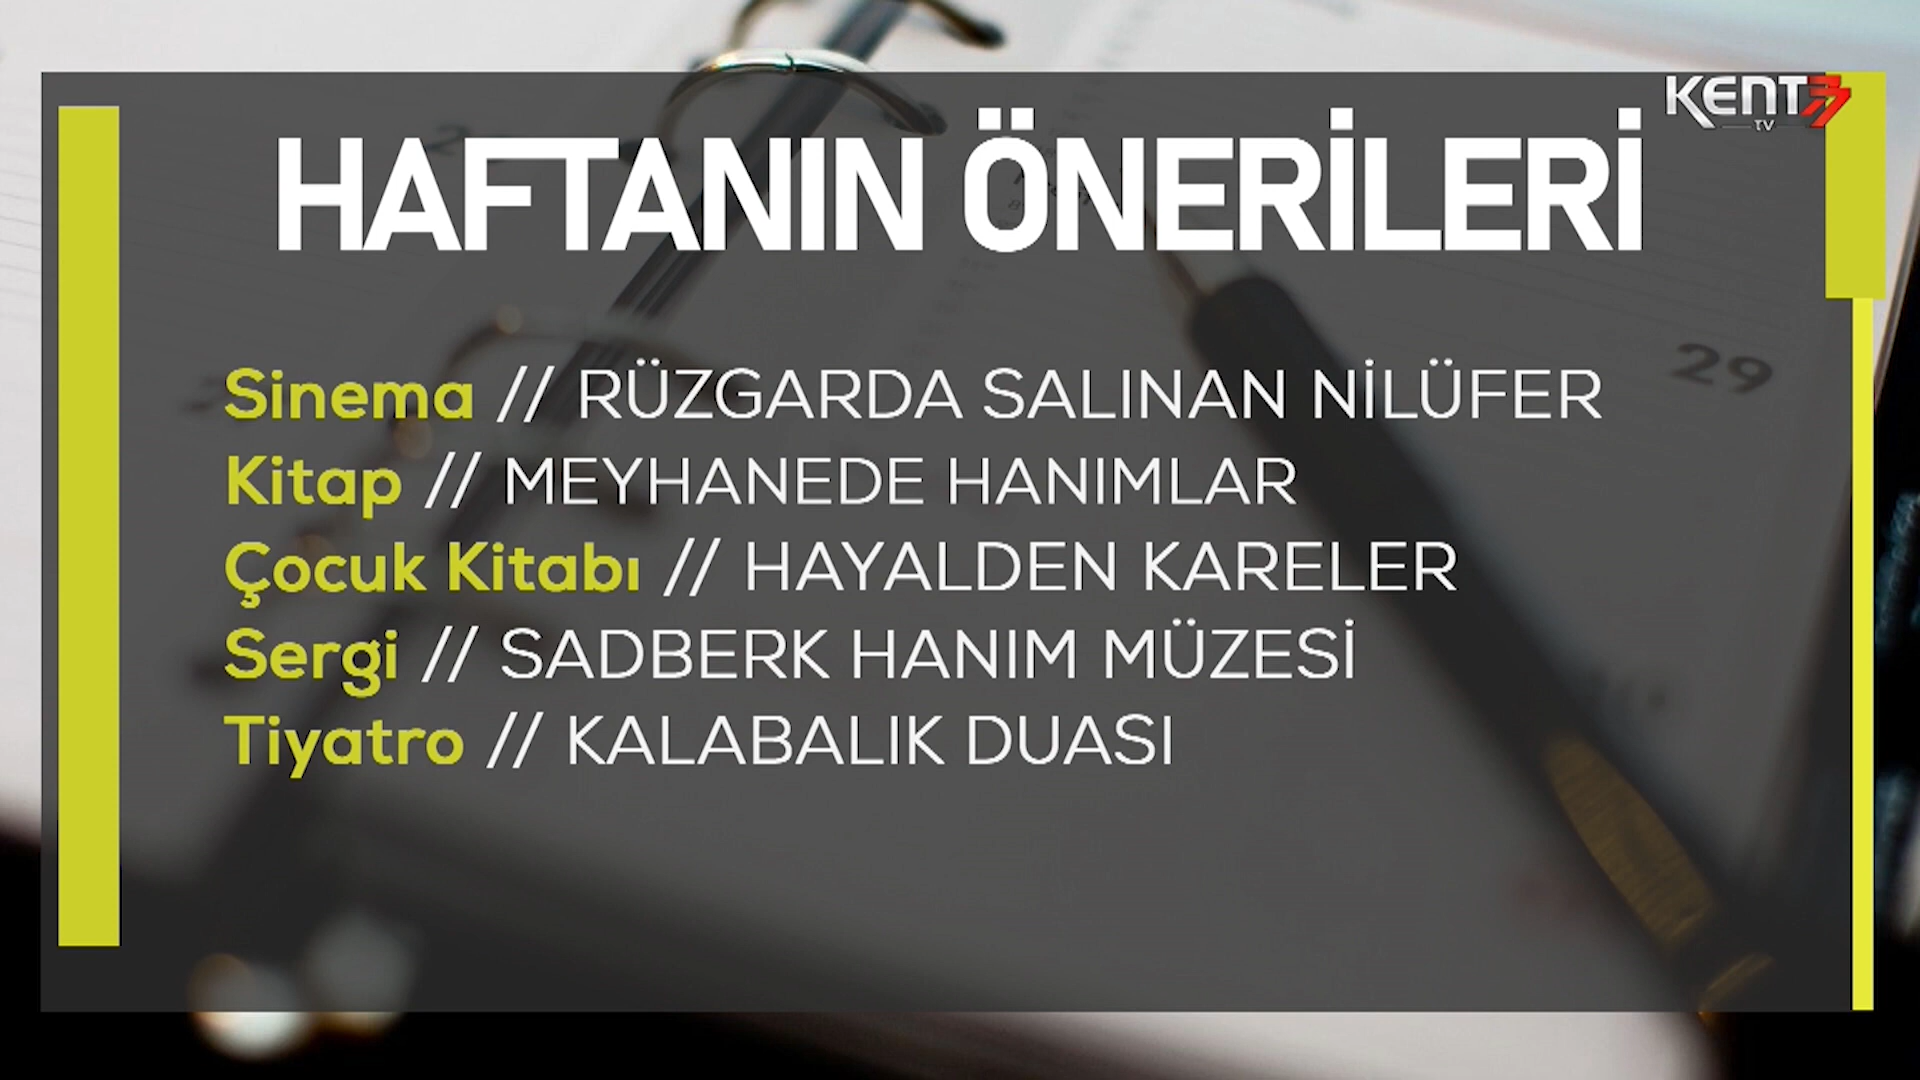 KENT
TV
HAFTANIN ÖNERİLERİ
29
Sinema // RÜZGARDA SALINAN NİLÜFER
Kitap // MEYHANEDE HANIMLAR
Çocuk Kitabı // HAYALDEN KARELER
Sergi // SADBERK HANIM MÜZESİ
Tiyatro // KALABALIK DUASI